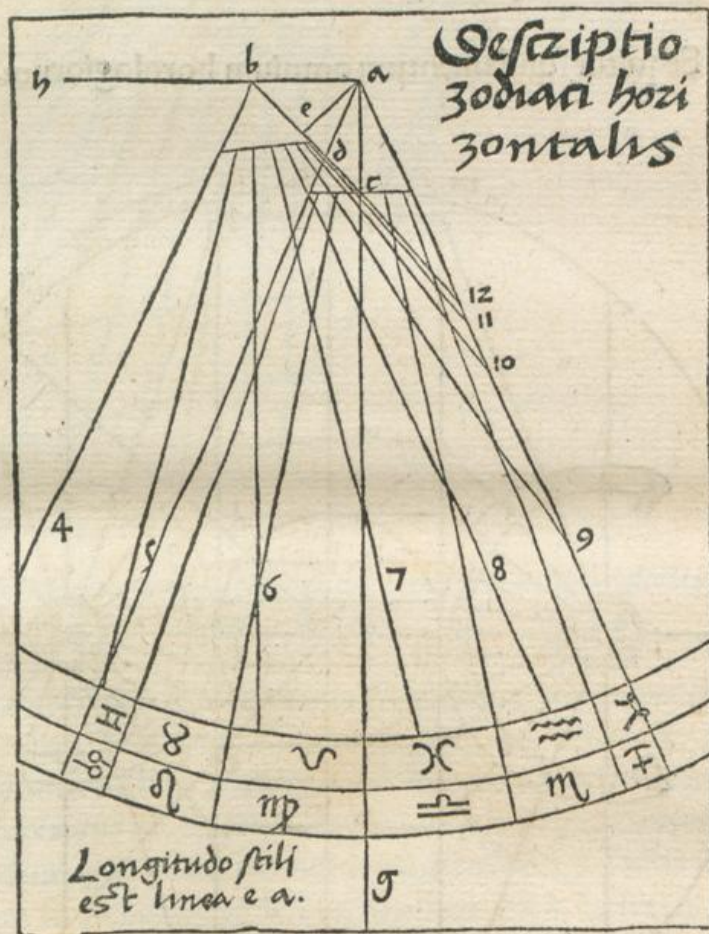 Descriptio
zodiaci hori
zontalis
h b a
e
d
c
12
11
10
9
4 5 6 7 8
♊ ♉ ♈ ♓ ♒ ♑
♋ ♌ ♍ ♎ ♏ ♐
Longitudo stili
est linea e a.
g